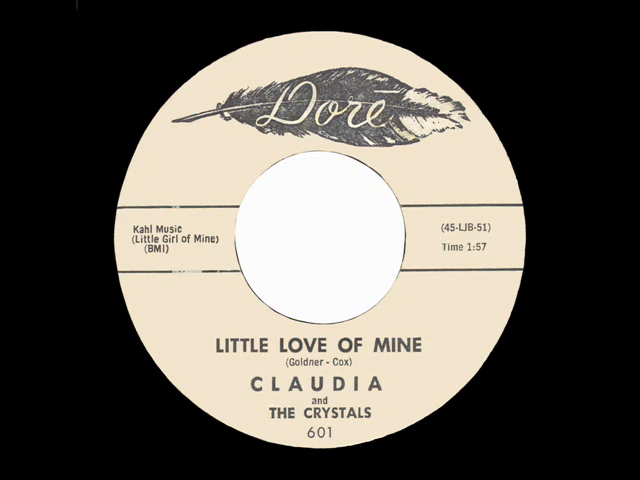 Doré
Kahl Music
(Little Girl of Mine)
(BMI)
(45-LJB-51)
Time 1:57
LITTLE LOVE OF MINE
(Goldner - Cox)
CLAUDIA
and
THE CRYSTALS
601